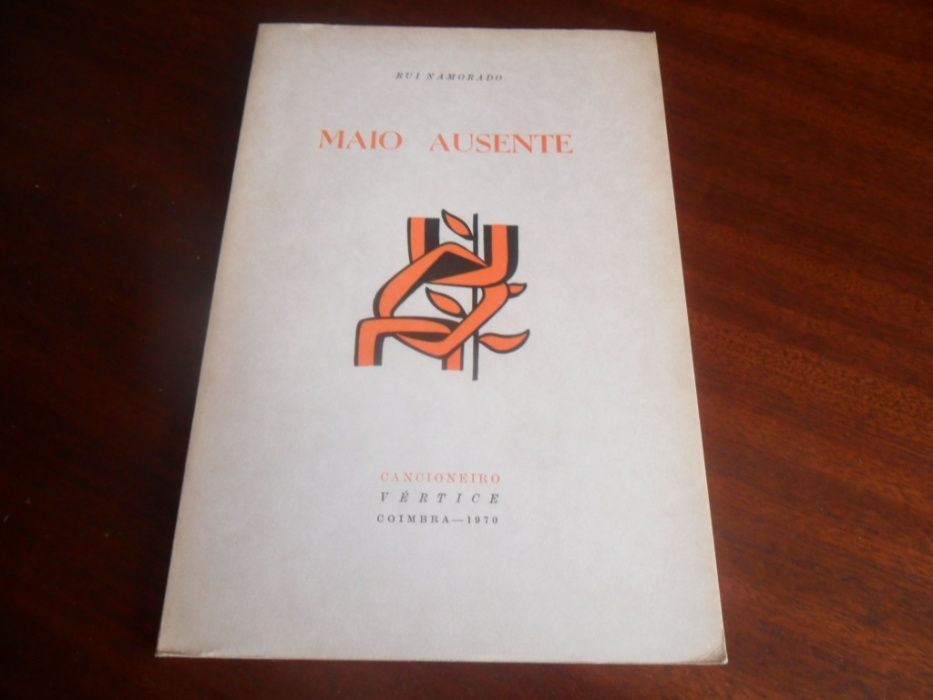 RUI NAMORADO
MAIO AUSENTE
CANCIONEIRO
VÉRTICE
COIMBRA—1970